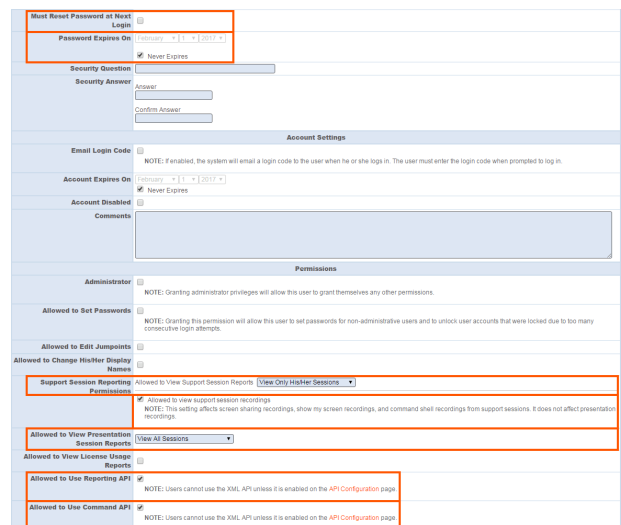 Must Reset Password at Next
Login
Password Expires On
February 1 2017
Never Expires
Security Question
Security Answer
Answer
Confirm Answer
Account Settings
Email Login Code
NOTE: If enabled, the system will email a login code to the user when he or she logs in. The user must enter the login code when prompted to log in.
Account Expires On
February 1 2017
Never Expires
Account Disabled
Comments
Permissions
Administrator
NOTE: Granting administrator privileges will allow this user to grant themselves any other permissions.
Allowed to Set Passwords
NOTE: Granting this permission will allow this user to set passwords for non-administrative users and to unlock user accounts that were locked due to too many
consecutive login attempts.
Allowed to Edit Jumpoints
Allowed to Change His/Her Display
Names
Support Session Reporting
Permissions
Allowed to View Support Session Reports View Only His/Her Sessions
Allowed to view support session recordings
NOTE: This setting affects screen sharing recordings, show my screen recordings, and command shell recordings from support sessions. It does not affect presentation
recordings.
Allowed to View Presentation
Session Reports
View All Sessions
Allowed to View License Usage
Reports
Allowed to Use Reporting API
NOTE: Users cannot use the XML API unless it is enabled on the API Configuration page.
Allowed to Use Command API
NOTE: Users cannot use the XML API unless it is enabled on the API Configuration page.